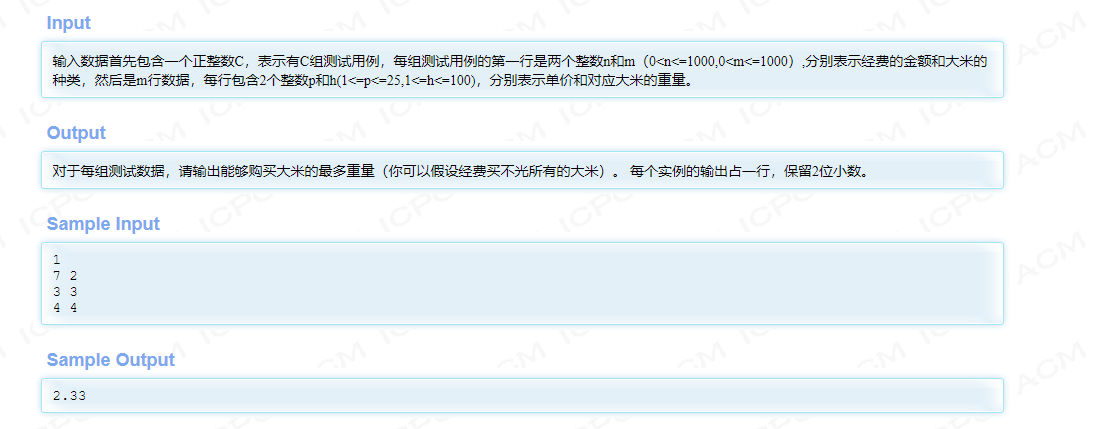 Input
输入数据首先包含一个正整数C，表示有C组测试用例，每组测试用例的第一行是两个整数n和m（0<n<=1000,0<m<=1000）,分别表示经费的金额和大米的
种类，然后是m行数据，每行包含2个整数p和h(1<=p<=25,1<=h<=100)，分别表示单价和对应大米的重量。
Output
对于每组测试数据，请输出能够购买大米的最多重量（你可以假设经费买不光所有的大米）。 每个实例的输出占一行，保留2位小数。
Sample Input
1
7 2
3 3
4 4
Sample Output
2.33